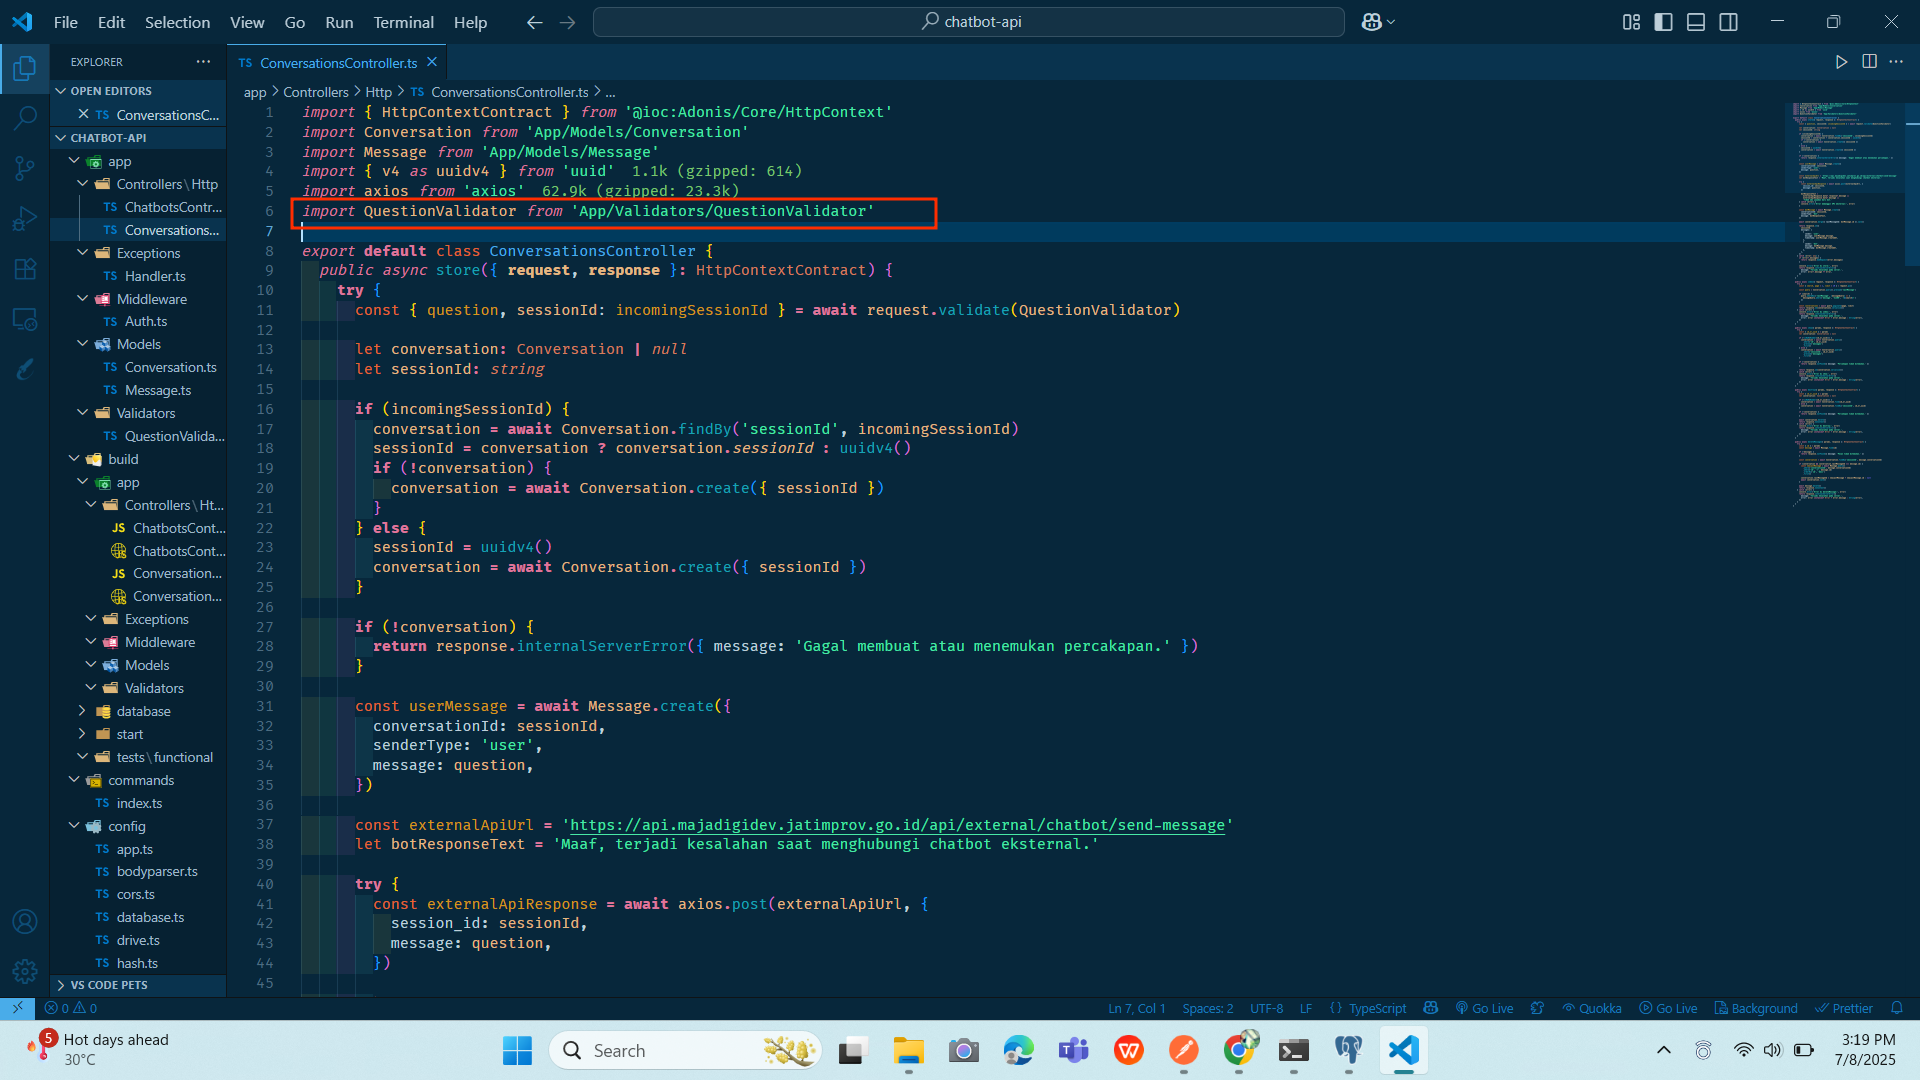 File Edit Selection View Go Run Terminal Help
chatbot-api
EXPLORER
OPEN EDITORS
TS ConversationsC...
CHATBOT-API
app
Controllers\Http
TS ChatbotsContr...
TS Conversations...
Exceptions
TS Handler.ts
Middleware
TS Auth.ts
Models
TS Conversation.ts
TS Message.ts
Validators
TS QuestionValida...
build
app
Controllers\Ht...
JS ChatbotsCont...
ChatbotsCont...
JS Conversation...
Conversation...
Exceptions
Middleware
Models
Validators
database
start
tests\functional
commands
TS index.ts
config
TS app.ts
TS bodyparser.ts
TS cors.ts
TS database.ts
TS drive.ts
TS hash.ts
VS CODE PETS
TS ConversationsController.ts
app > Controllers > Http > TS ConversationsController.ts > ...
1 import { HttpContextContract } from '@ioc:Adonis/Core/HttpContext'
2 import Conversation from 'App/Models/Conversation'
3 import Message from 'App/Models/Message'
4 import { v4 as uuidv4 } from 'uuid' 1.1k (gzipped: 614)
5 import axios from 'axios' 62.9k (gzipped: 23.3k)
6 import QuestionValidator from 'App/Validators/QuestionValidator'
7
8 export default class ConversationsController {
9 public async store({ request, response }: HttpContextContract) {
10 try {
11 const { question, sessionId: incomingSessionId } = await request.validate(QuestionValidator)
12
13 let conversation: Conversation | null
14 let sessionId: string
15
16 if (incomingSessionId) {
17 conversation = await Conversation.findBy('sessionId', incomingSessionId)
18 sessionId = conversation ? conversation.sessionId : uuidv4()
19 if (!conversation) {
20 conversation = await Conversation.create({ sessionId })
21 }
22 } else {
23 sessionId = uuidv4()
24 conversation = await Conversation.create({ sessionId })
25 }
26
27 if (!conversation) {
28 return response.internalServerError({ message: 'Gagal membuat atau menemukan percakapan.' })
29 }
30
31 const userMessage = await Message.create({
32 conversationId: sessionId,
33 senderType: 'user',
34 message: question,
35 })
36
37 const externalApiUrl = 'https://api.majadigidev.jatimprov.go.id/api/external/chatbot/send-message'
38 let botResponseText = 'Maaf, terjadi kesalahan saat menghubungi chatbot eksternal.'
39
40 try {
41 const externalApiResponse = await axios.post(externalApiUrl, {
42 session_id: sessionId,
43 message: question,
44 })
45
0 0
Ln 7, Col 1 Spaces: 2 UTF-8 LF {} TypeScript Go Live Quokka Go Live Background Prettier
5 Hot days ahead
30°C
Search
3:19 PM
7/8/2025